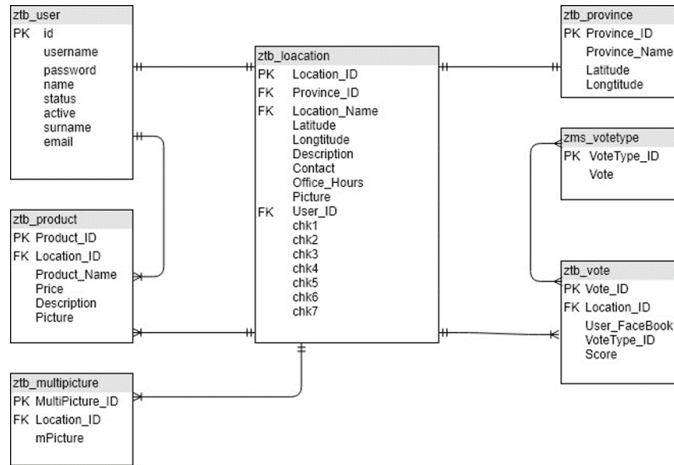 ztb_user
PK id
username
password
name
status
active
surname
email
ztb_product
PK Product_ID
FK Location_ID
Product_Name
Price
Description
Picture
ztb_multipicture
PK MultiPicture_ID
FK Location_ID
mPicture
ztb_loacation
PK Location_ID
FK Province_ID
FK Location_Name
Latitude
Longtitude
Description
Contact
Office_Hours
Picture
FK User_ID
chk1
chk2
chk3
chk4
chk5
chk6
chk7
ztb_province
PK Province_ID
Province_Name
Latitude
Longtitude
zms_votetype
PK VoteType_ID
Vote
ztb_vote
PK Vote_ID
FK Location_ID
User_FaceBook
VoteType_ID
Score